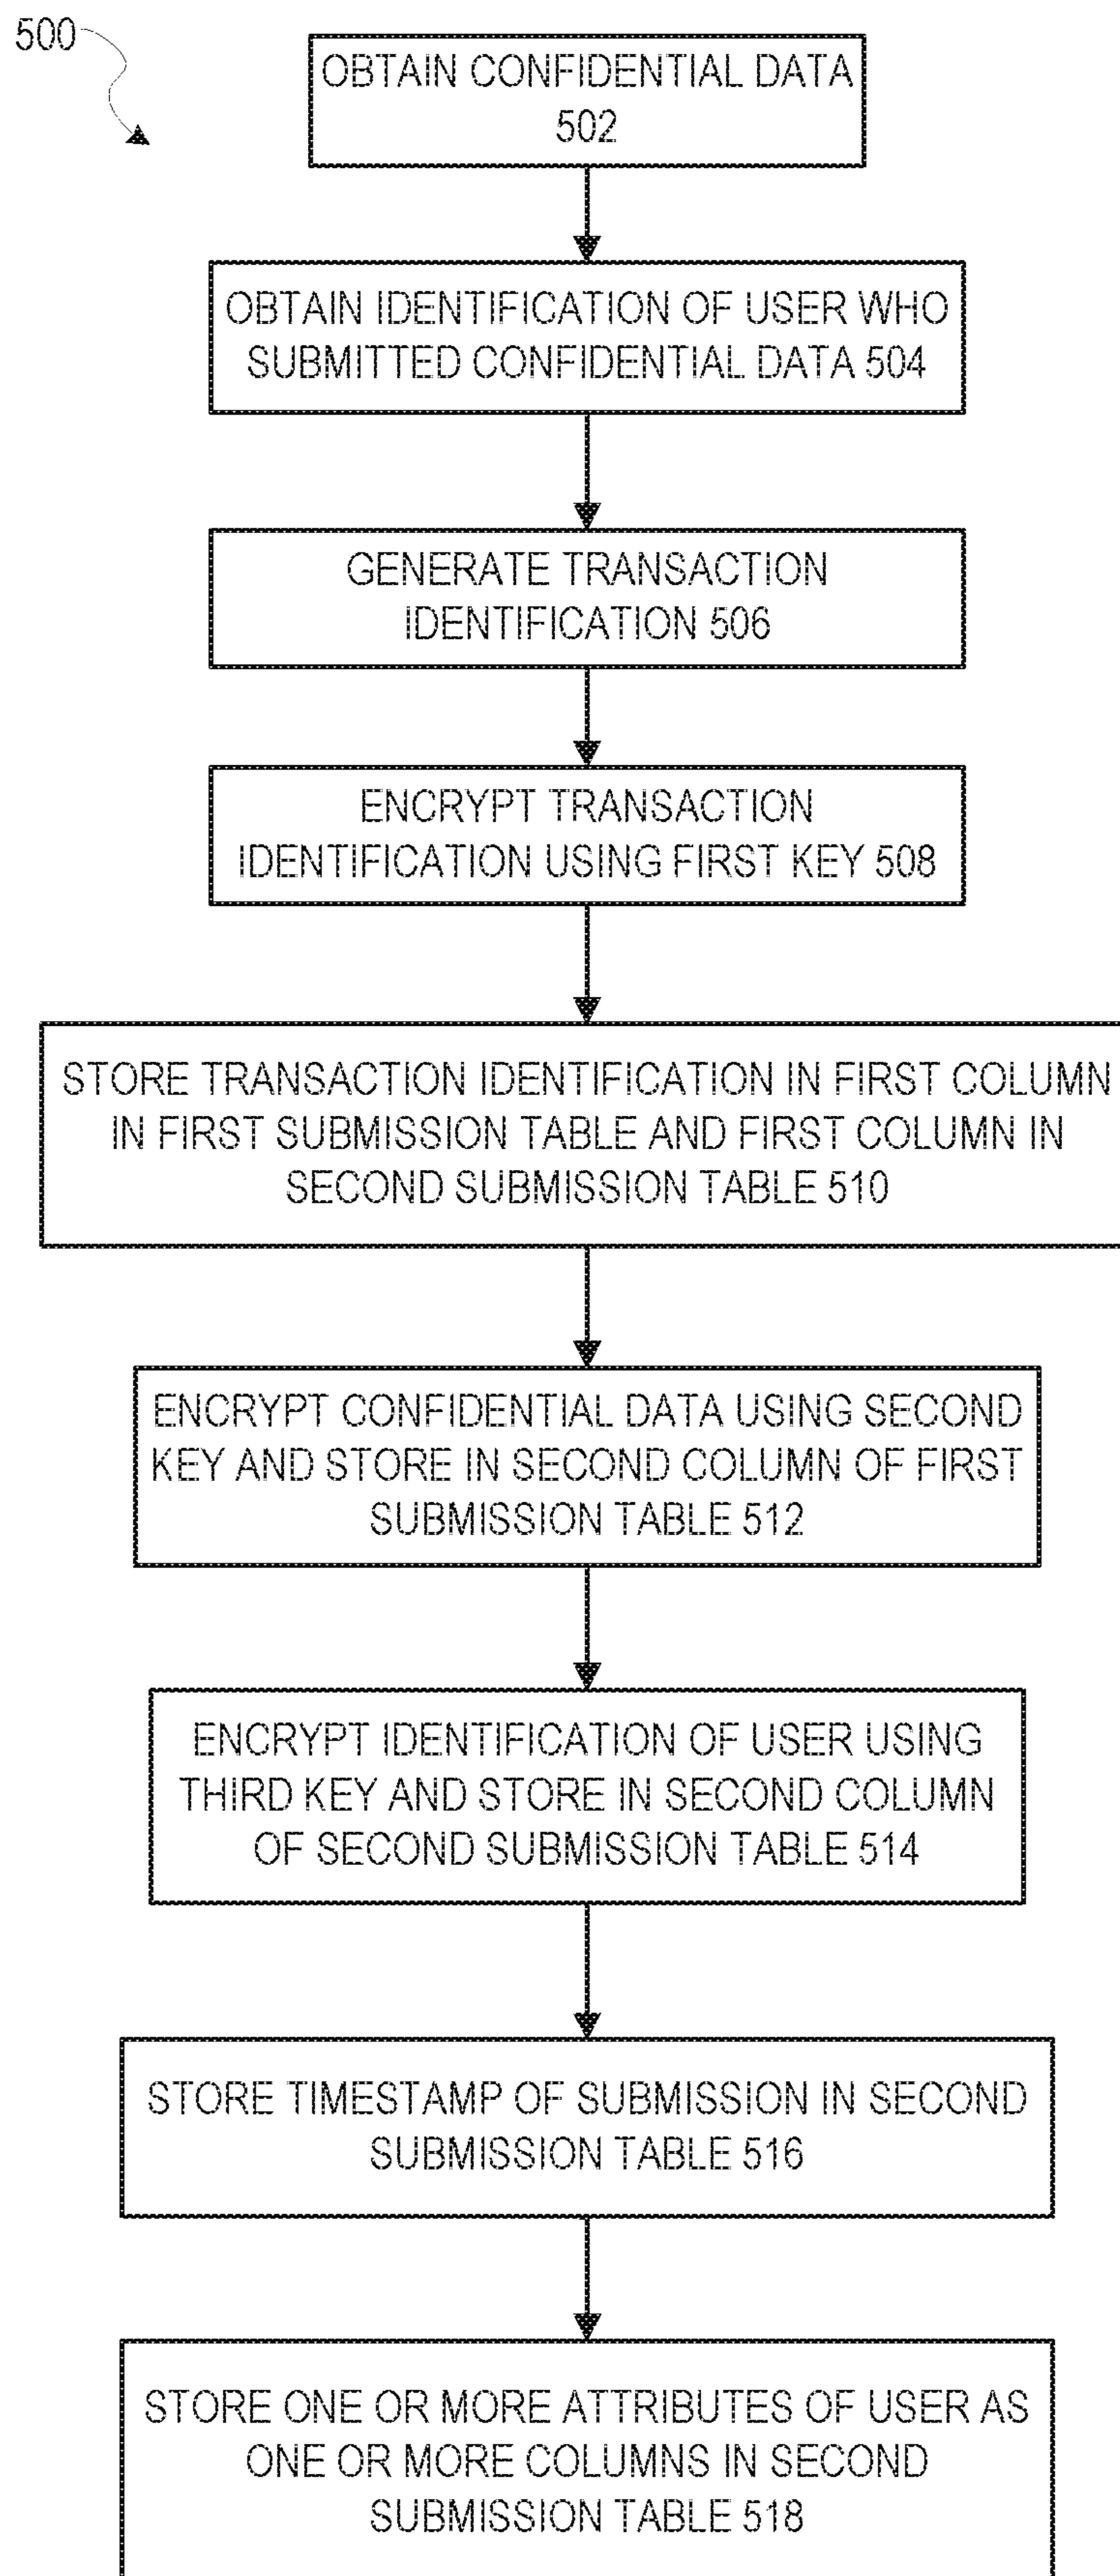 500
OBTAIN CONFIDENTIAL DATA
502
OBTAIN IDENTIFICATION OF USER WHO
SUBMITTED CONFIDENTIAL DATA 504
GENERATE TRANSACTION
IDENTIFICATION 506
ENCRYPT TRANSACTION
IDENTIFICATION USING FIRST KEY 508
STORE TRANSACTION IDENTIFICATION IN FIRST COLUMN
IN FIRST SUBMISSION TABLE AND FIRST COLUMN IN
SECOND SUBMISSION TABLE 510
ENCRYPT CONFIDENTIAL DATA USING SECOND
KEY AND STORE IN SECOND COLUMN OF FIRST
SUBMISSION TABLE 512
ENCRYPT IDENTIFICATION OF USER USING
THIRD KEY AND STORE IN SECOND COLUMN
OF SECOND SUBMISSION TABLE 514
STORE TIMESTAMP OF SUBMISSION IN SECOND
SUBMISSION TABLE 516
STORE ONE OR MORE ATTRIBUTES OF USER AS
ONE OR MORE COLUMNS IN SECOND
SUBMISSION TABLE 518